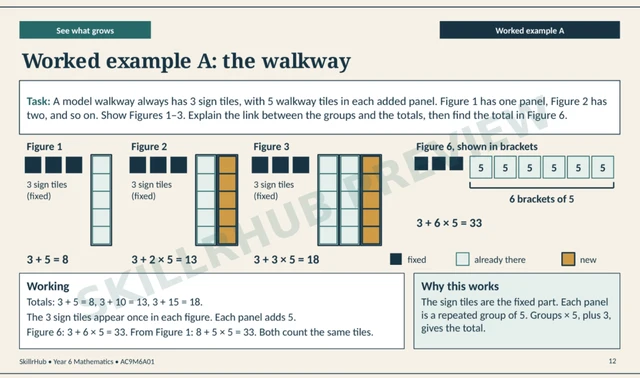 See what grows
Worked example A
Worked example A: the walkway
Task: A model walkway always has 3 sign tiles, with 5 walkway tiles in each added panel. Figure 1 has one panel, Figure 2 has
two, and so on. Show Figures 1–3. Explain the link between the groups and the totals, then find the total in Figure 6.
Figure 1
3 sign tiles
(fixed)
3 + 5 = 8
Figure 2
3 sign tiles
(fixed)
3 + 2 × 5 = 13
Figure 3
3 sign tiles
(fixed)
3 + 3 × 5 = 18
Figure 6, shown in brackets
5 5 5 5 5 5
6 brackets of 5
3 + 6 × 5 = 33
fixed
already there
new
Working
Totals: 3 + 5 = 8, 3 + 10 = 13, 3 + 15 = 18.
The 3 sign tiles appear once in each figure. Each panel adds 5.
Figure 6: 3 + 6 × 5 = 33. From Figure 1: 8 + 5 × 5 = 33. Both count the same tiles.
Why this works
The sign tiles are the fixed part. Each panel
is a repeated group of 5. Groups × 5, plus 3,
gives the total.
SkillrHub • Year 6 Mathematics • AC9M6A01
12
SKILLRHUB PREVIEW